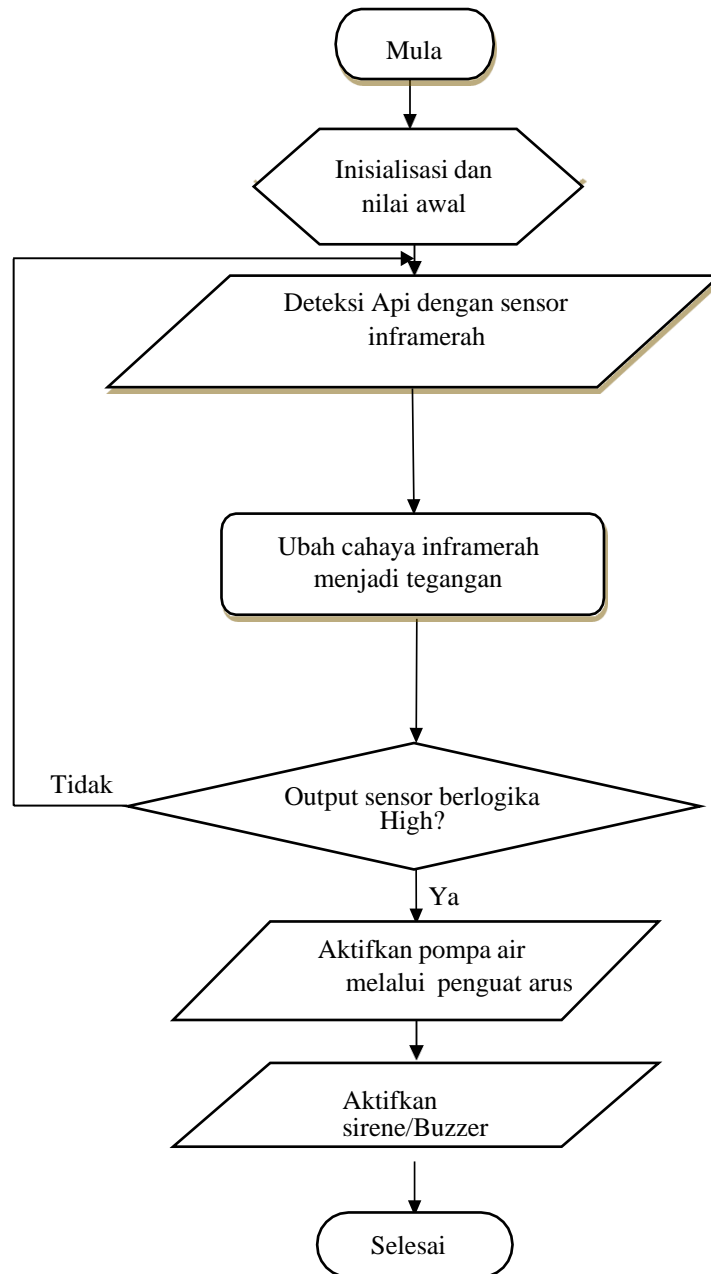 Mula
Inisialisasi dan
nilai awal
Deteksi Api dengan sensor
inframerah
Ubah cahaya inframerah
menjadi tegangan
Tidak
Output sensor berlogika
High?
Ya
Aktifkan pompa air
melalui penguat arus
Aktifkan
sirene/Buzzer
Selesai